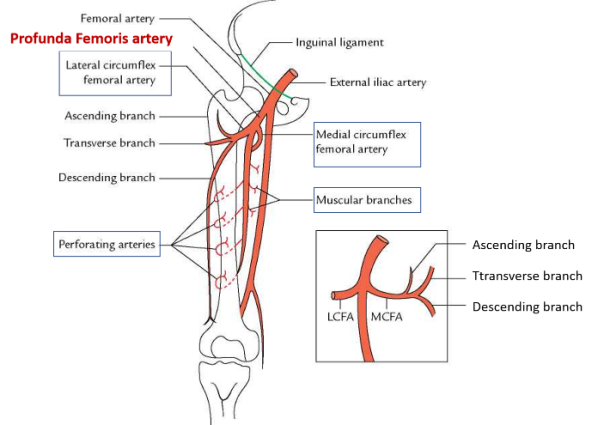 Femoral artery
Profunda Femoris artery
Lateral circumflex
femoral artery
Ascending branch
Transverse branch
Descending branch
Perforating arteries
Inguinal ligament
External iliac artery
Medial circumflex
femoral artery
Muscular branches
Ascending branch
Ttransverse branch
Descending branch
LCFA
MCFA